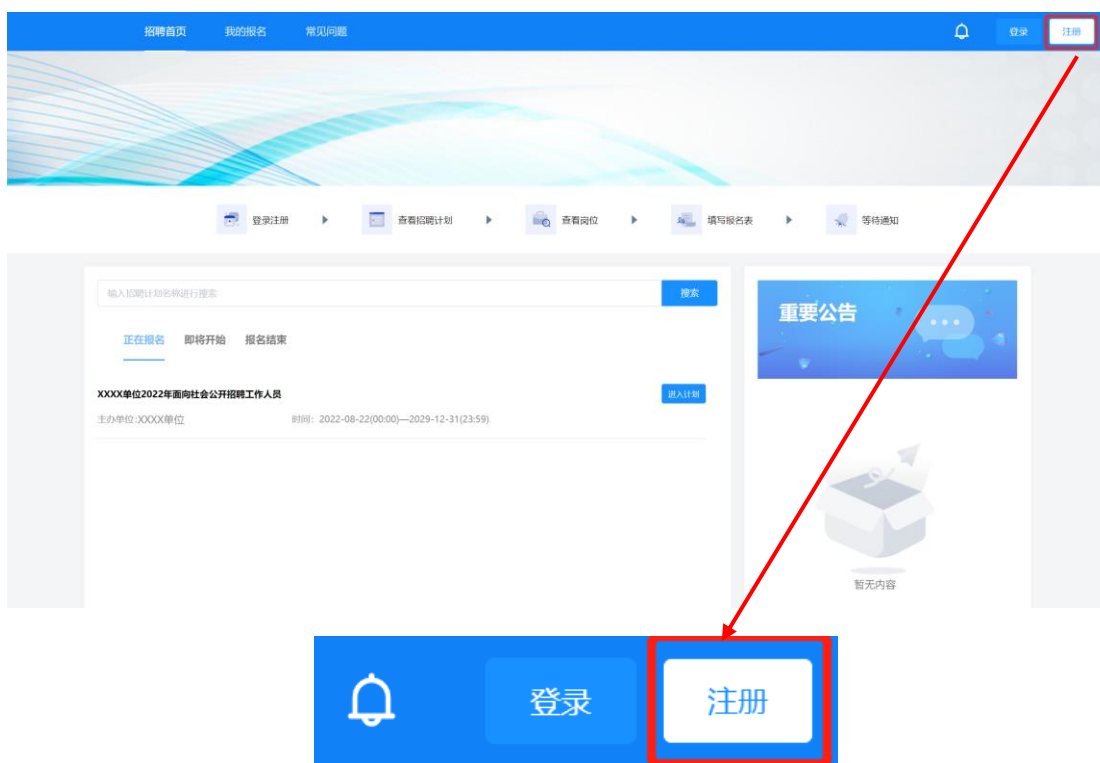 招聘首页 我的报名 常见问题 登录 注册
登录注册 查看招聘计划 查看岗位 填写报名表 等待通知
输入招聘计划名称进行搜索 搜索
重要公告
正在报名 即将开始 报名结束
XXXX单位2022年面向社会公开招聘工作人员 进入计划
主办单位:XXXX单位 时间: 2022-08-22(00:00)—2029-12-31(23:59)
暂无内容
登录 注册